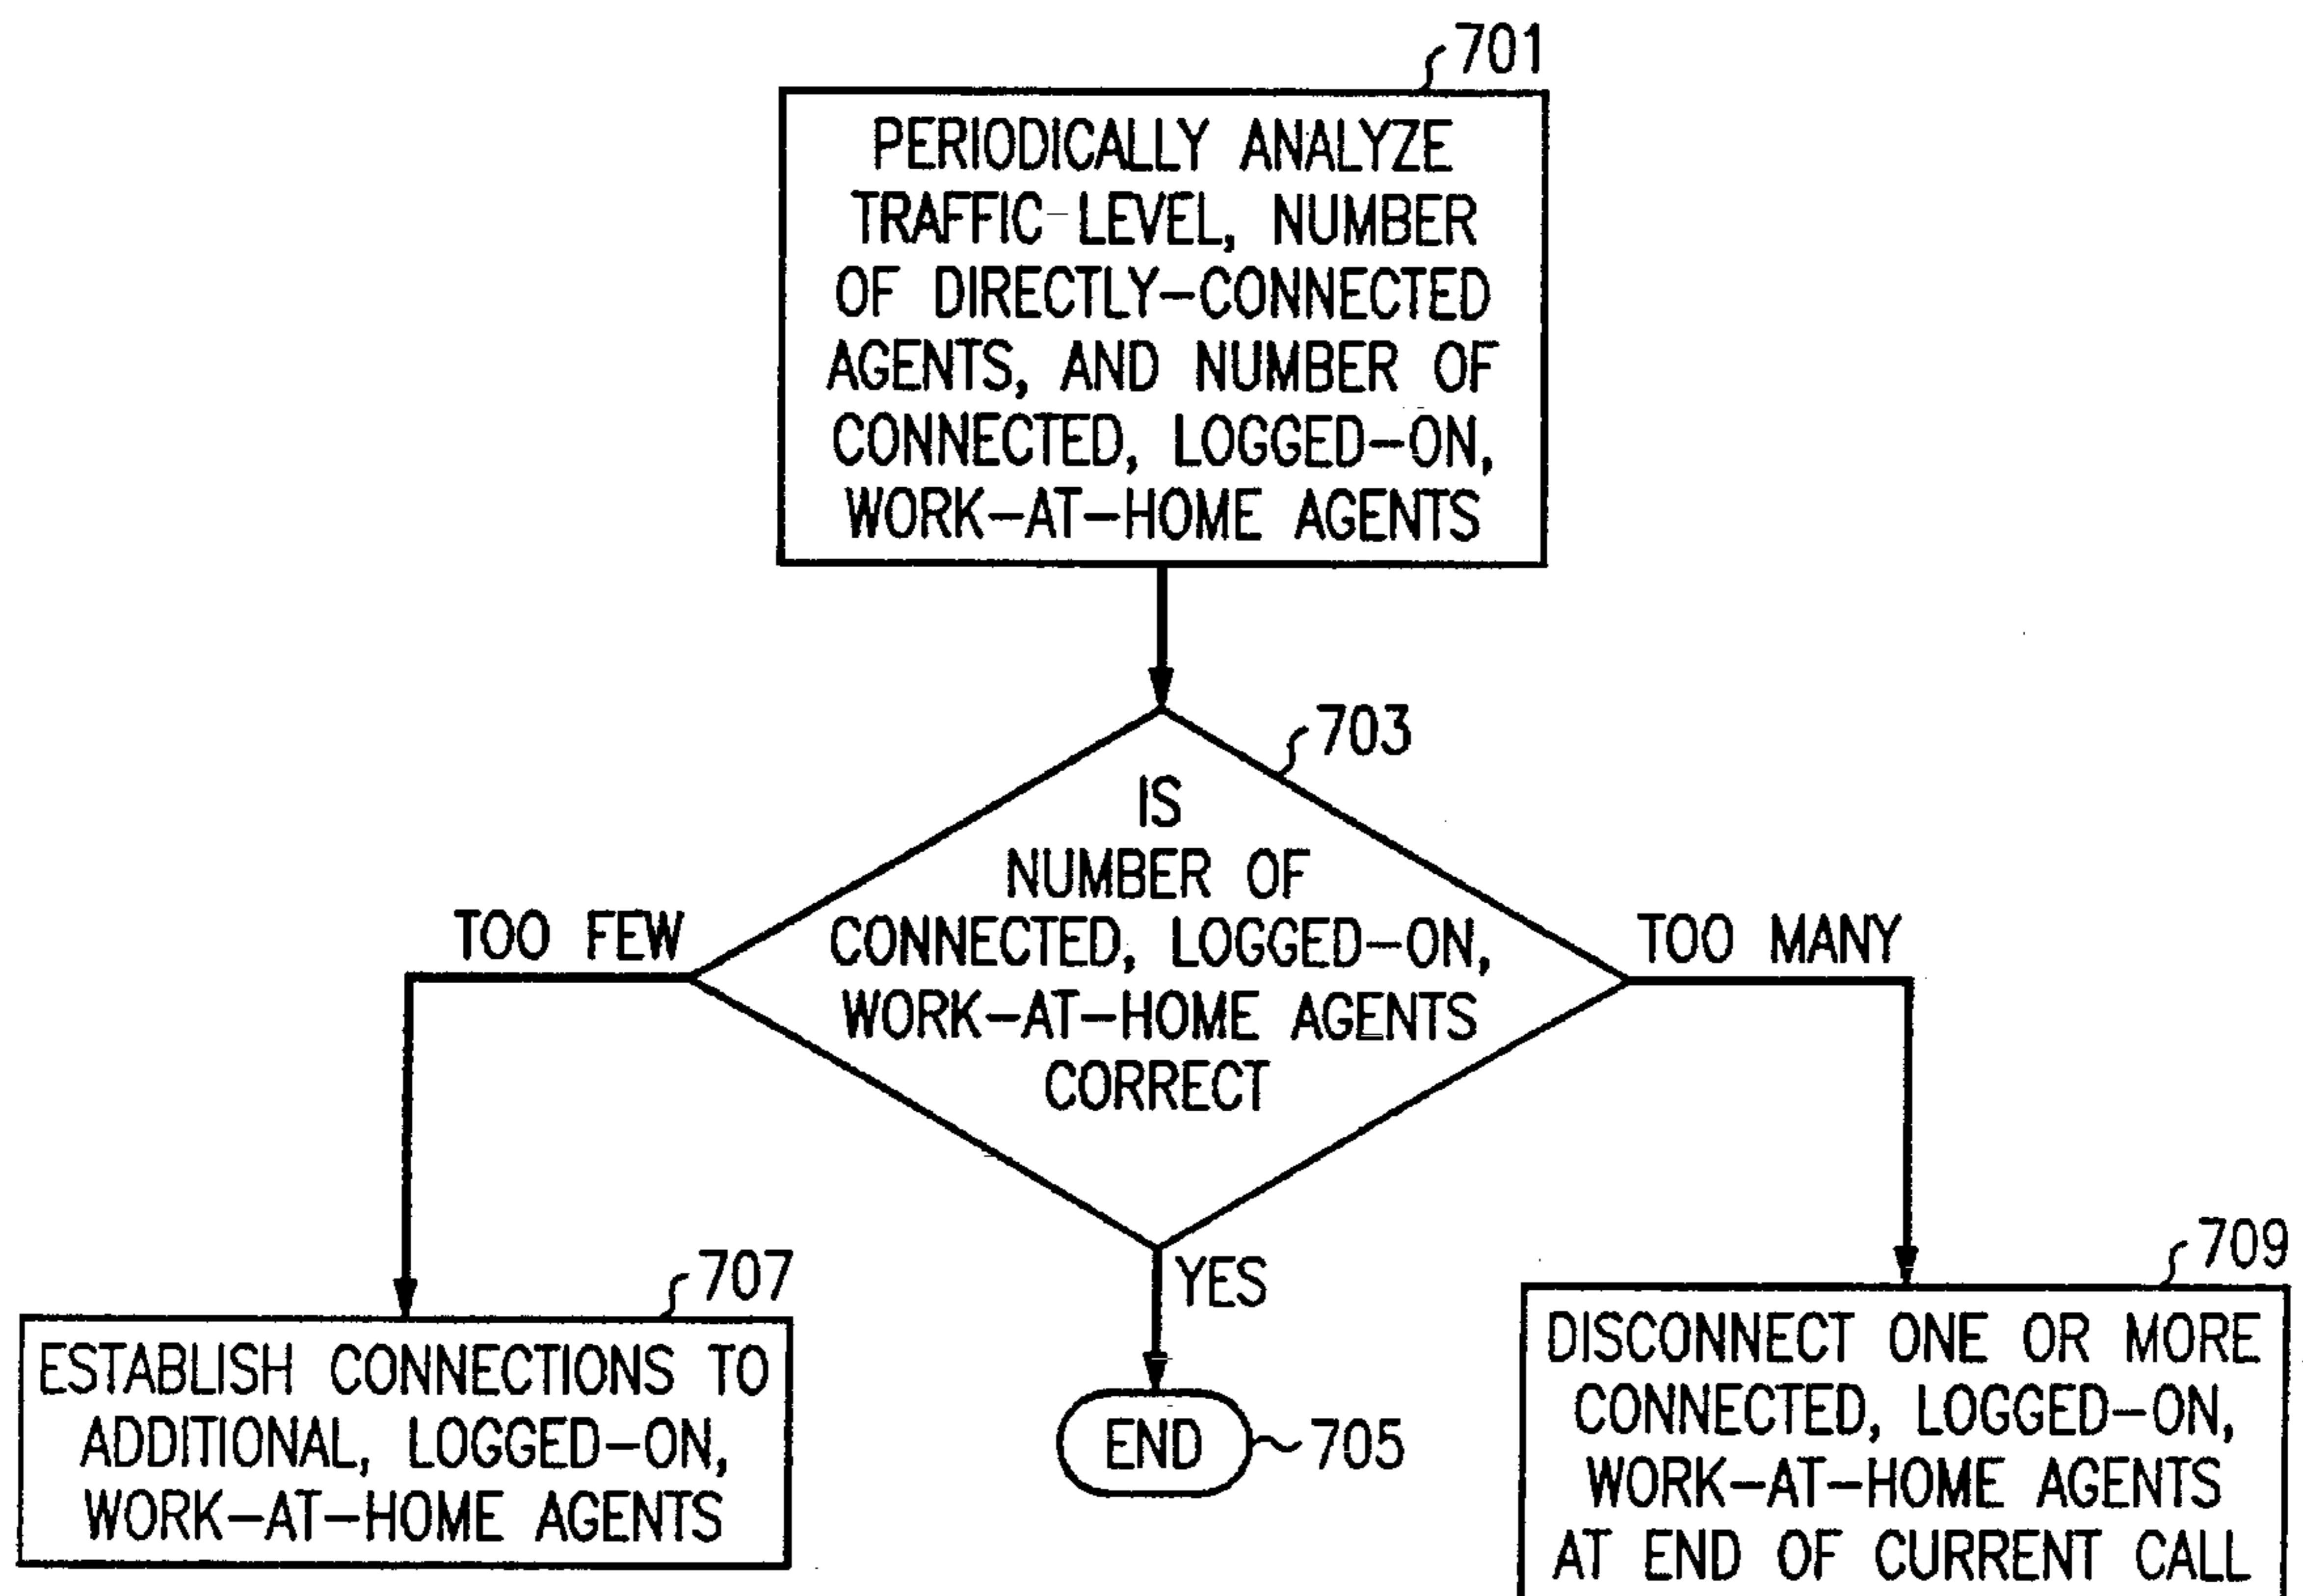 701
PERIODICALLY ANALYZE
TRAFFIC LEVEL, NUMBER
OF DIRECTLY-CONNECTED
AGENTS, AND NUMBER OF
CONNECTED, LOGGED-ON,
WORK-AT-HOME AGENTS
703
IS
NUMBER OF
CONNECTED, LOGGED-ON,
WORK-AT-HOME AGENTS
CORRECT
TOO FEW
TOO MANY
YES
707
ESTABLISH CONNECTIONS TO
ADDITIONAL, LOGGED-ON,
WORK-AT-HOME AGENTS
END
705
709
DISCONNECT ONE OR MORE
CONNECTED, LOGGED-ON,
WORK-AT-HOME AGENTS
AT END OF CURRENT CALL